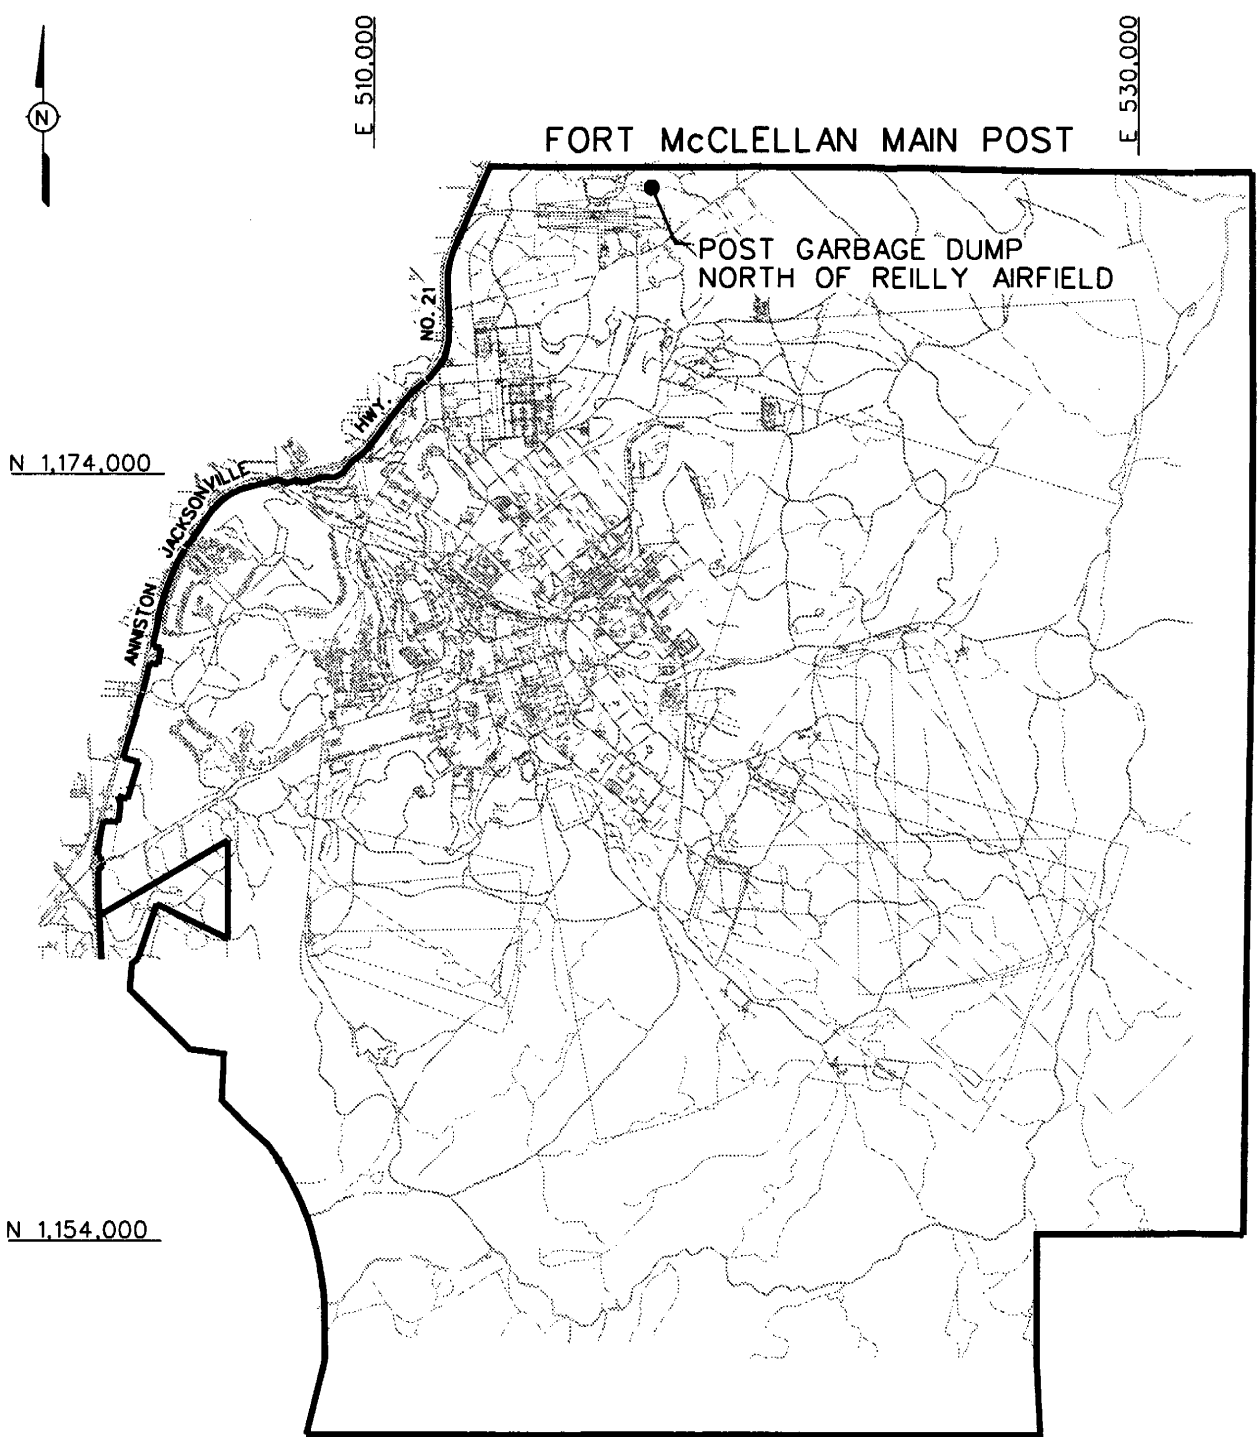 N
E 510,000
E 530,000
FORT McCLELLAN MAIN POST
POST GARBAGE DUMP
NORTH OF REILLY AIRFIELD
NO. 21
HWY.
N 1,174,000
JACKSONVILLE
ANNISTON
N 1,154,000